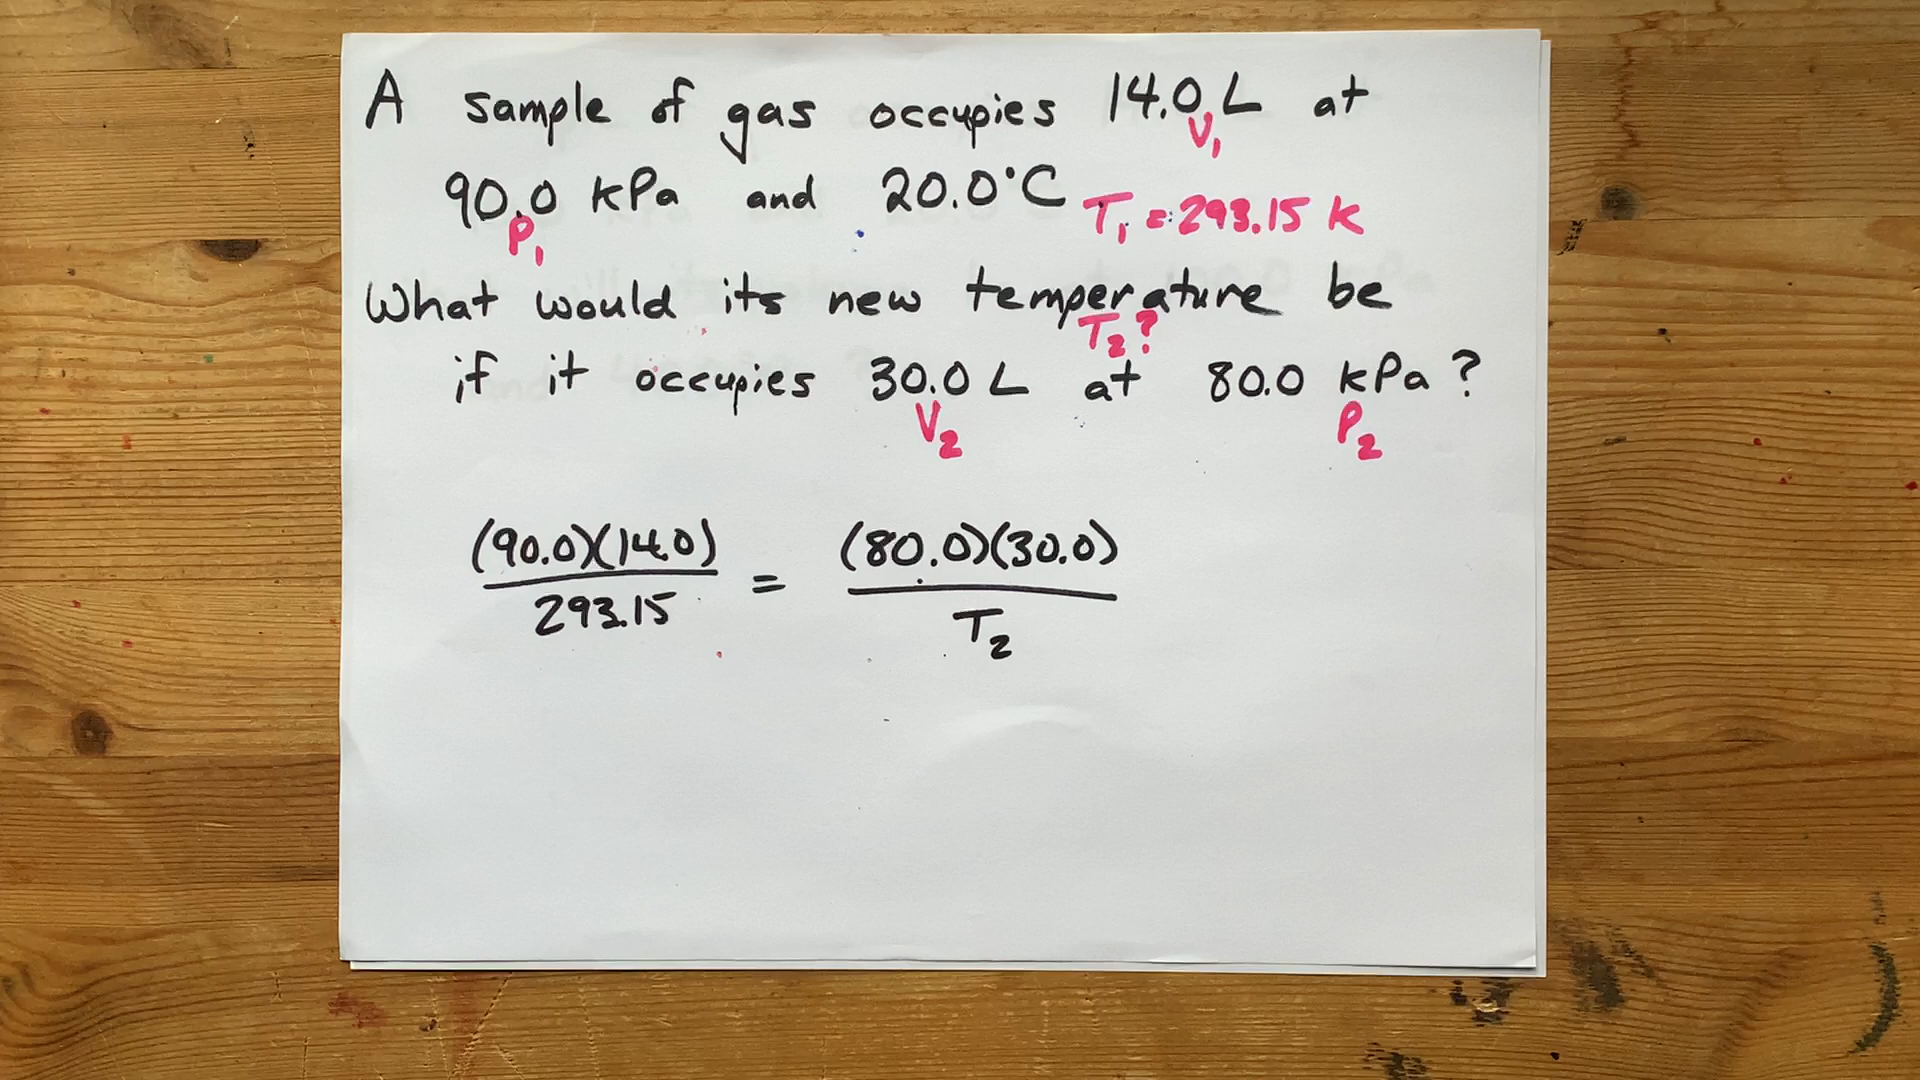 A sample of gas occupies 14.0 L at
V₁
90.0 kPa and 20.0°C T₁ = 293.15 K
P₁
What would its new temperature be
T₂?
if it occupies 30.0 L at 80.0 kPa?
V₂ P₂
(90.0)(14.0) = (80.0)(30.0)
293.15 T₂